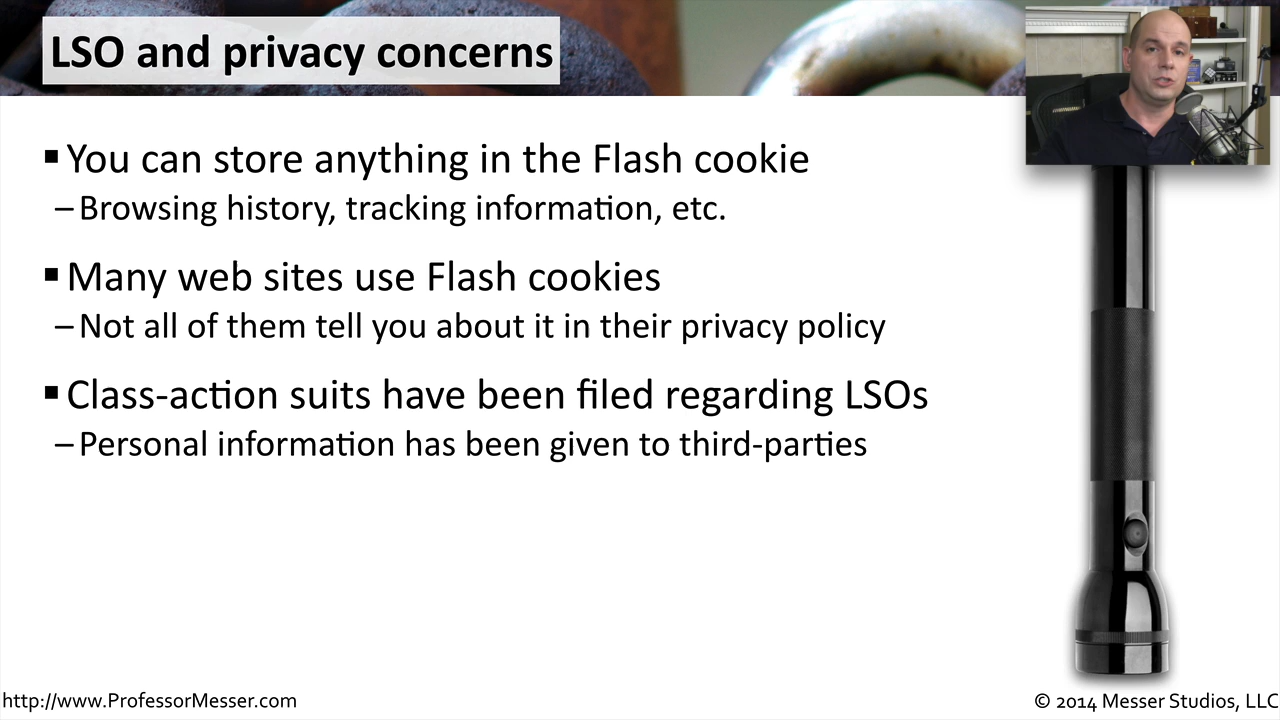 LSO and privacy concerns
▪ You can store anything in the Flash cookie
– Browsing history, tracking information, etc.
▪ Many web sites use Flash cookies
– Not all of them tell you about it in their privacy policy
▪ Class-action suits have been filed regarding LSOs
– Personal information has been given to third-parties
http://www.ProfessorMesser.com
© 2014 Messer Studios, LLC